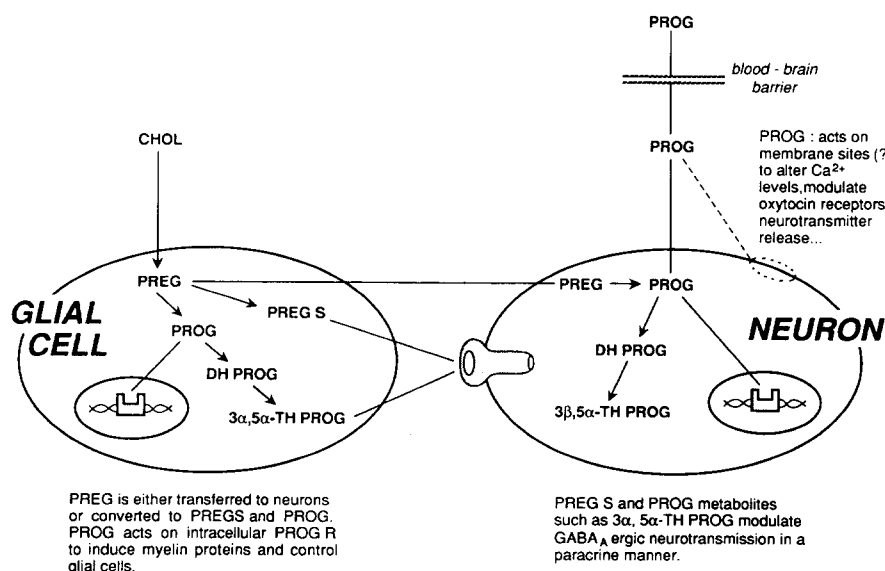 PROG
blood - brain
barrier
CHOL
PROG
PROG : acts on
membrane sites (?
to alter Ca²⁺
levels,modulate
oxytocin receptors
neurotransmitter
release...
PREG
PREG S
PROG
DH PROG
3α,5α-TH PROG
GLIAL
CELL
PREG
PROG
DH PROG
3β,5α-TH PROG
NEURON
PREG is either transferred to neurons
or converted to PREGS and PROG.
PROG acts on intracellular PROG R
to induce myelin proteins and control
glial cells.
PREG S and PROG metabolites
such as 3α, 5α-TH PROG modulate
GABA_A ergic neurotransmission in a
paracrine manner.